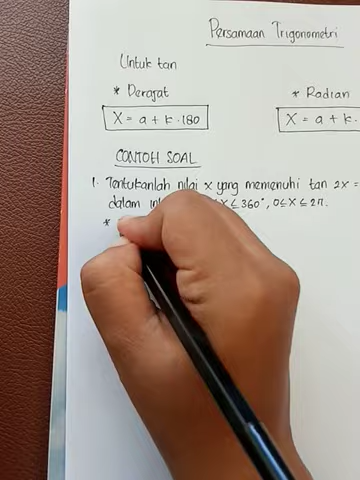 Persamaan Trigonometri
Untuk tan
* Derajat
* Radian
X = a + k . 180
X = a + k .
CONTOH SOAL
1. Tentukanlah nilai x yang memenuhi tan 2x =
dalam X ≤ 360°, 0 ≤ X ≤ 2π.
*